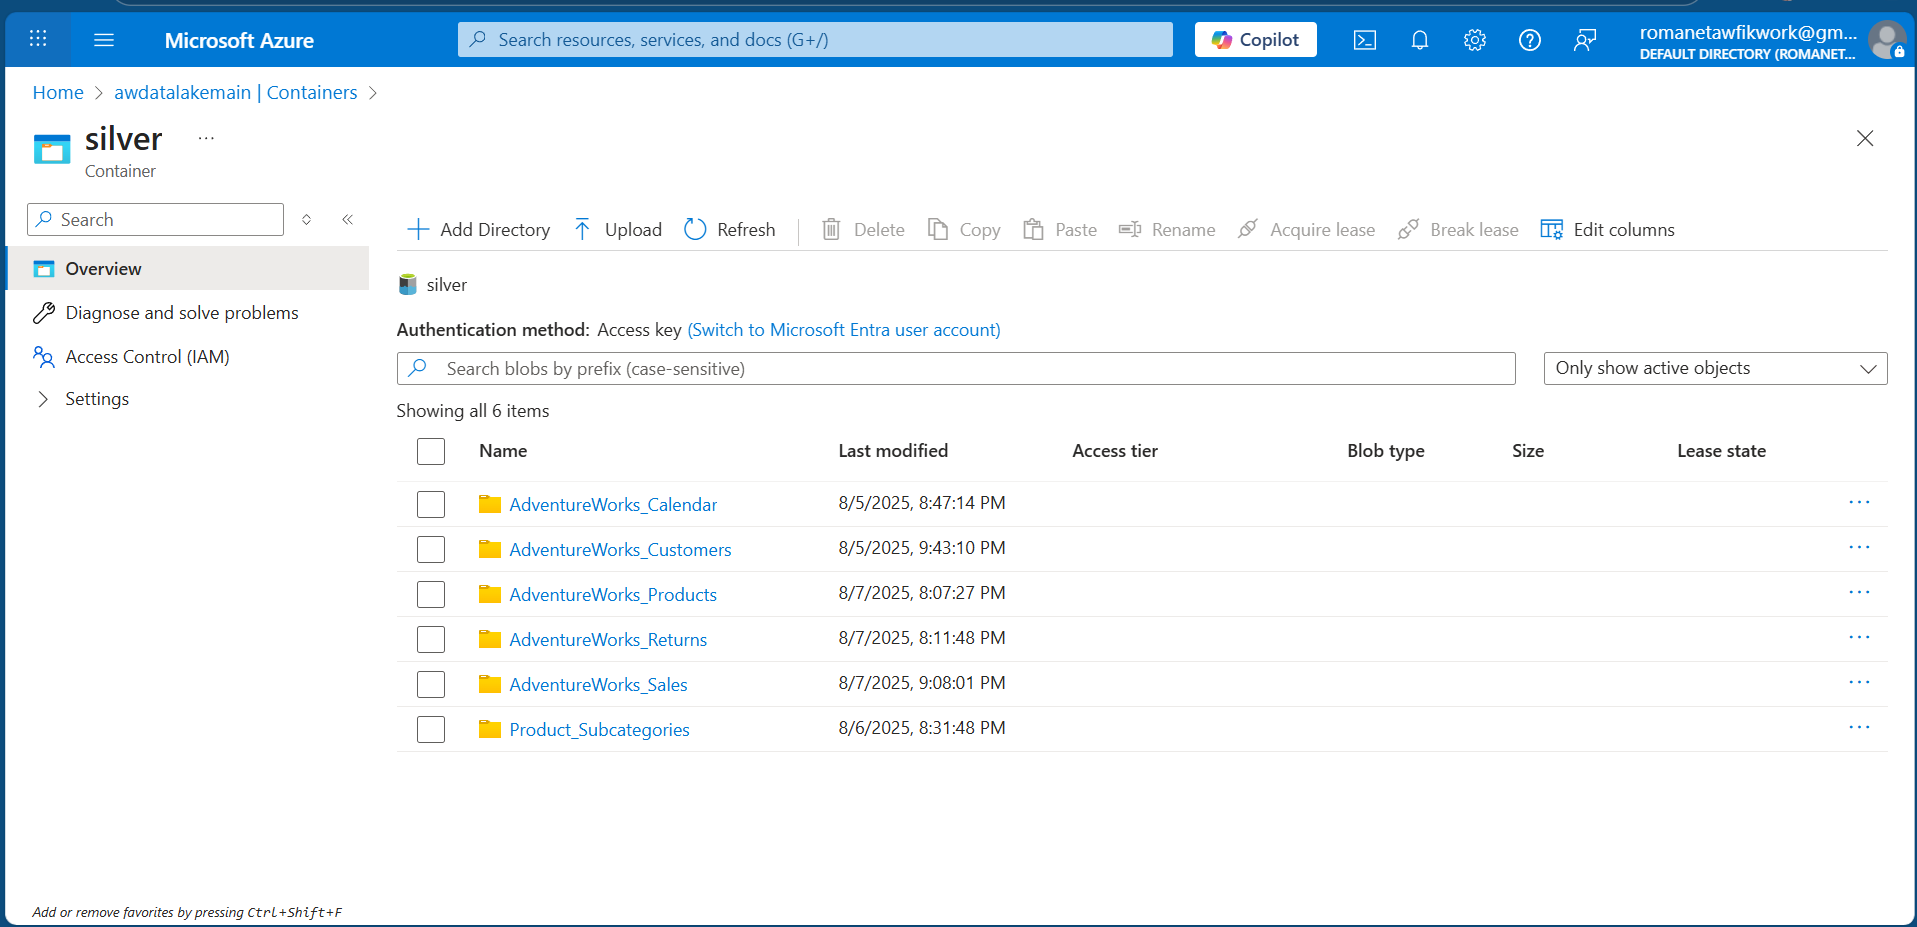 Microsoft Azure
Search resources, services, and docs (G+/)
Copilot
romanetawfikwork@gm...
DEFAULT DIRECTORY (ROMANET...
Home > awdatalakemain | Containers >
silver ...
Container
Search
Overview
Diagnose and solve problems
Access Control (IAM)
Settings
Add or remove favorites by pressing Ctrl+Shift+F
Add Directory Upload Refresh Delete Copy Paste Rename Acquire lease Break lease Edit columns
silver
Authentication method: Access key (Switch to Microsoft Entra user account)
Search blobs by prefix (case-sensitive)
Only show active objects
Showing all 6 items
Name Last modified Access tier Blob type Size Lease state
AdventureWorks_Calendar 8/5/2025, 8:47:14 PM ...
AdventureWorks_Customers 8/5/2025, 9:43:10 PM ...
AdventureWorks_Products 8/7/2025, 8:07:27 PM ...
AdventureWorks_Returns 8/7/2025, 8:11:48 PM ...
AdventureWorks_Sales 8/7/2025, 9:08:01 PM ...
Product_Subcategories 8/6/2025, 8:31:48 PM ...